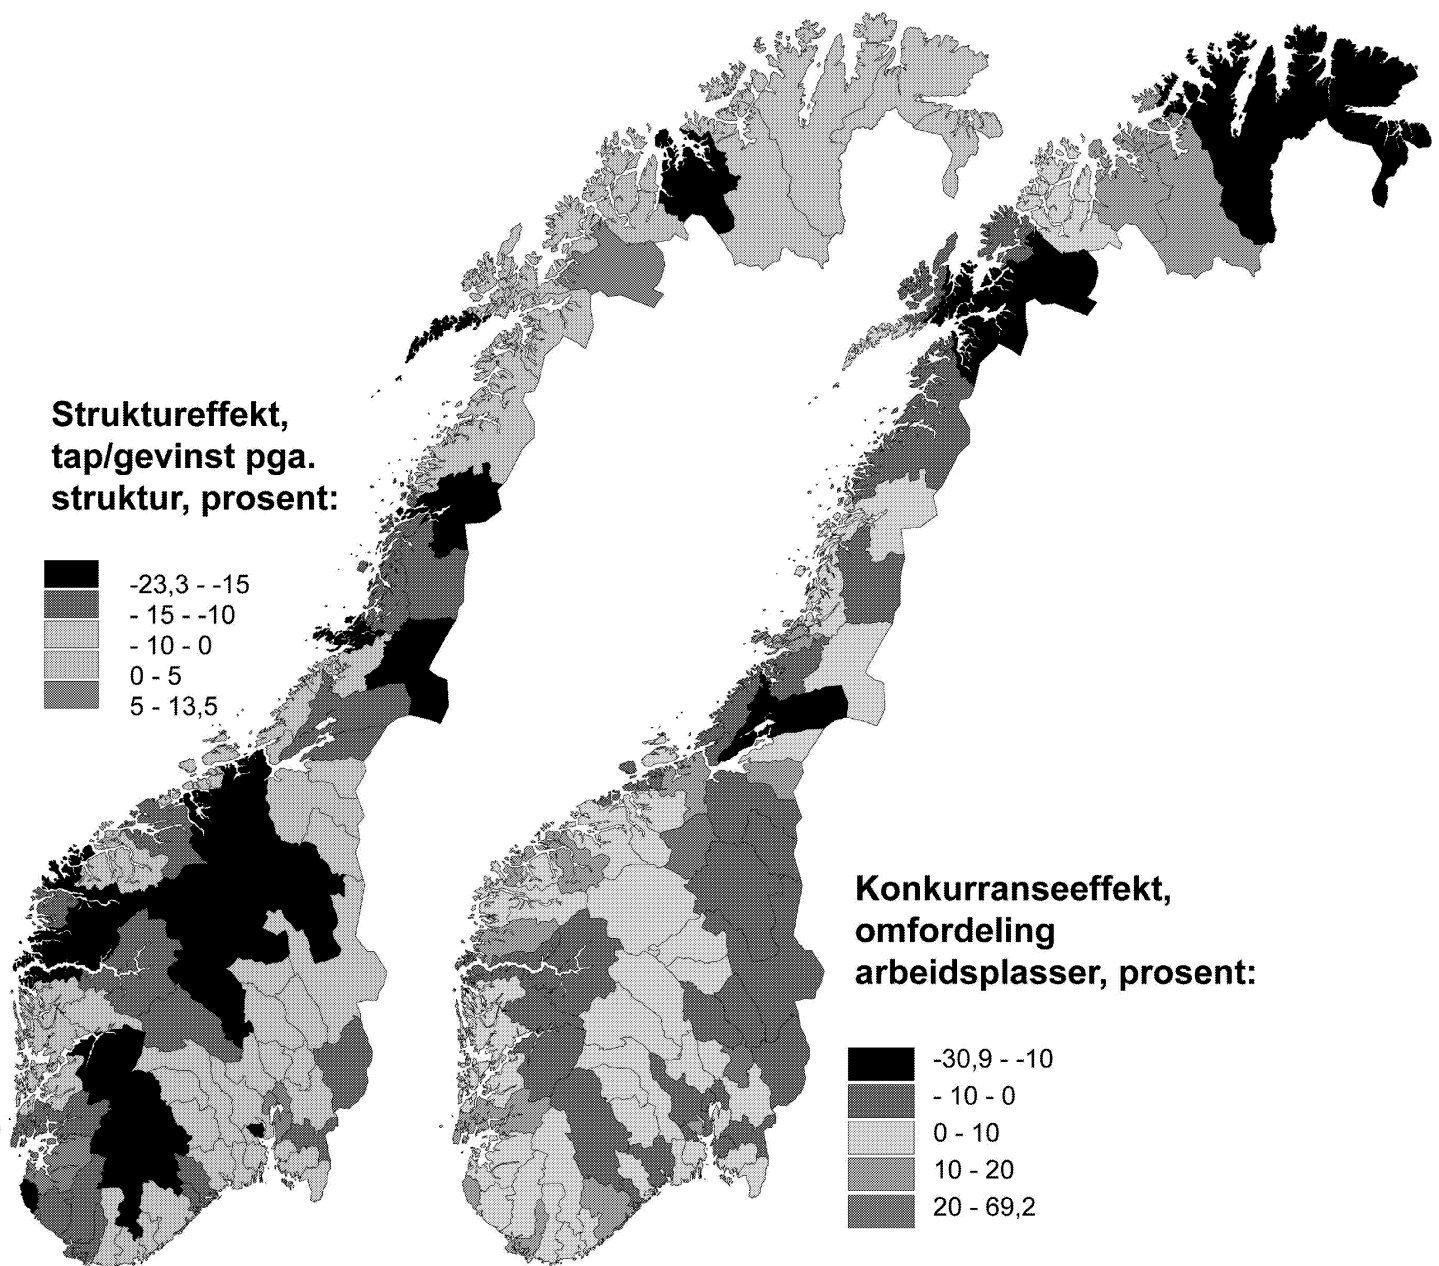 Struktureffekt,
tap/gevinst pga.
struktur, prosent:
-23,3 - -15
- 15 - -10
- 10 - 0
0 - 5
5 - 13,5
Konkurranseeffekt,
omfordeling
arbeidsplasser, prosent:
-30,9 - -10
- 10 - 0
0 - 10
10 - 20
20 - 69,2